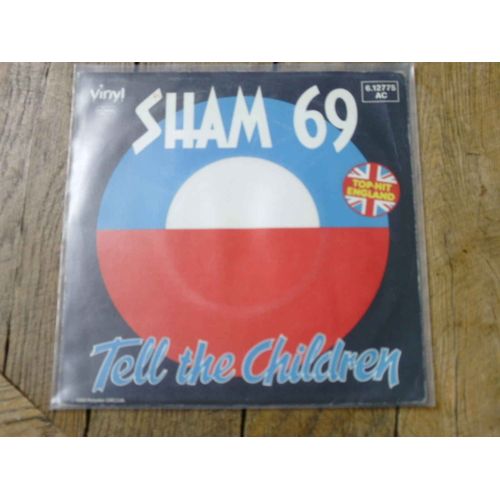 vinyl
SHAM 69
6.12775
AC
TOP-HIT
ENGLAND
Tell the Children